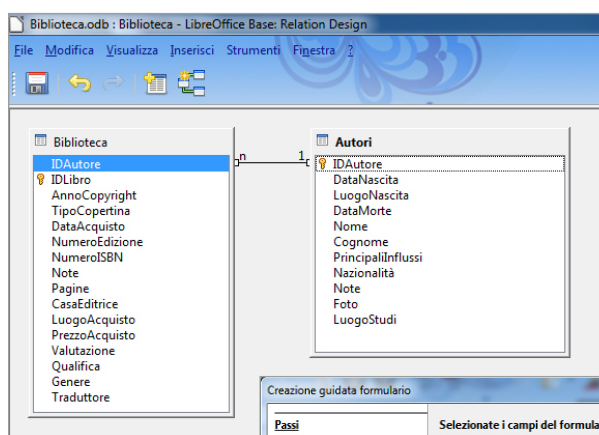 Biblioteca.odb : Biblioteca - LibreOffice Base: Relation Design
File Modifica Visualizza Inserisci Strumenti Finestra ?
Biblioteca
IDAutore
IDLibro
AnnoCopyright
TipoCopertina
DataAcquisto
NumeroEdizione
NumeroISBN
Note
Pagine
CasaEditrice
LuogoAcquisto
PrezzoAcquisto
Valutazione
Qualifica
Genere
Traduttore
n
1
Autori
IDAutore
DataNascita
LuogoNascita
DataMorte
Nome
Cognome
PrincipaliInflussi
Nazionalità
Note
Foto
LuogoStudi
Creazione guidata formulario
Passi
Selezionate i campi del formula